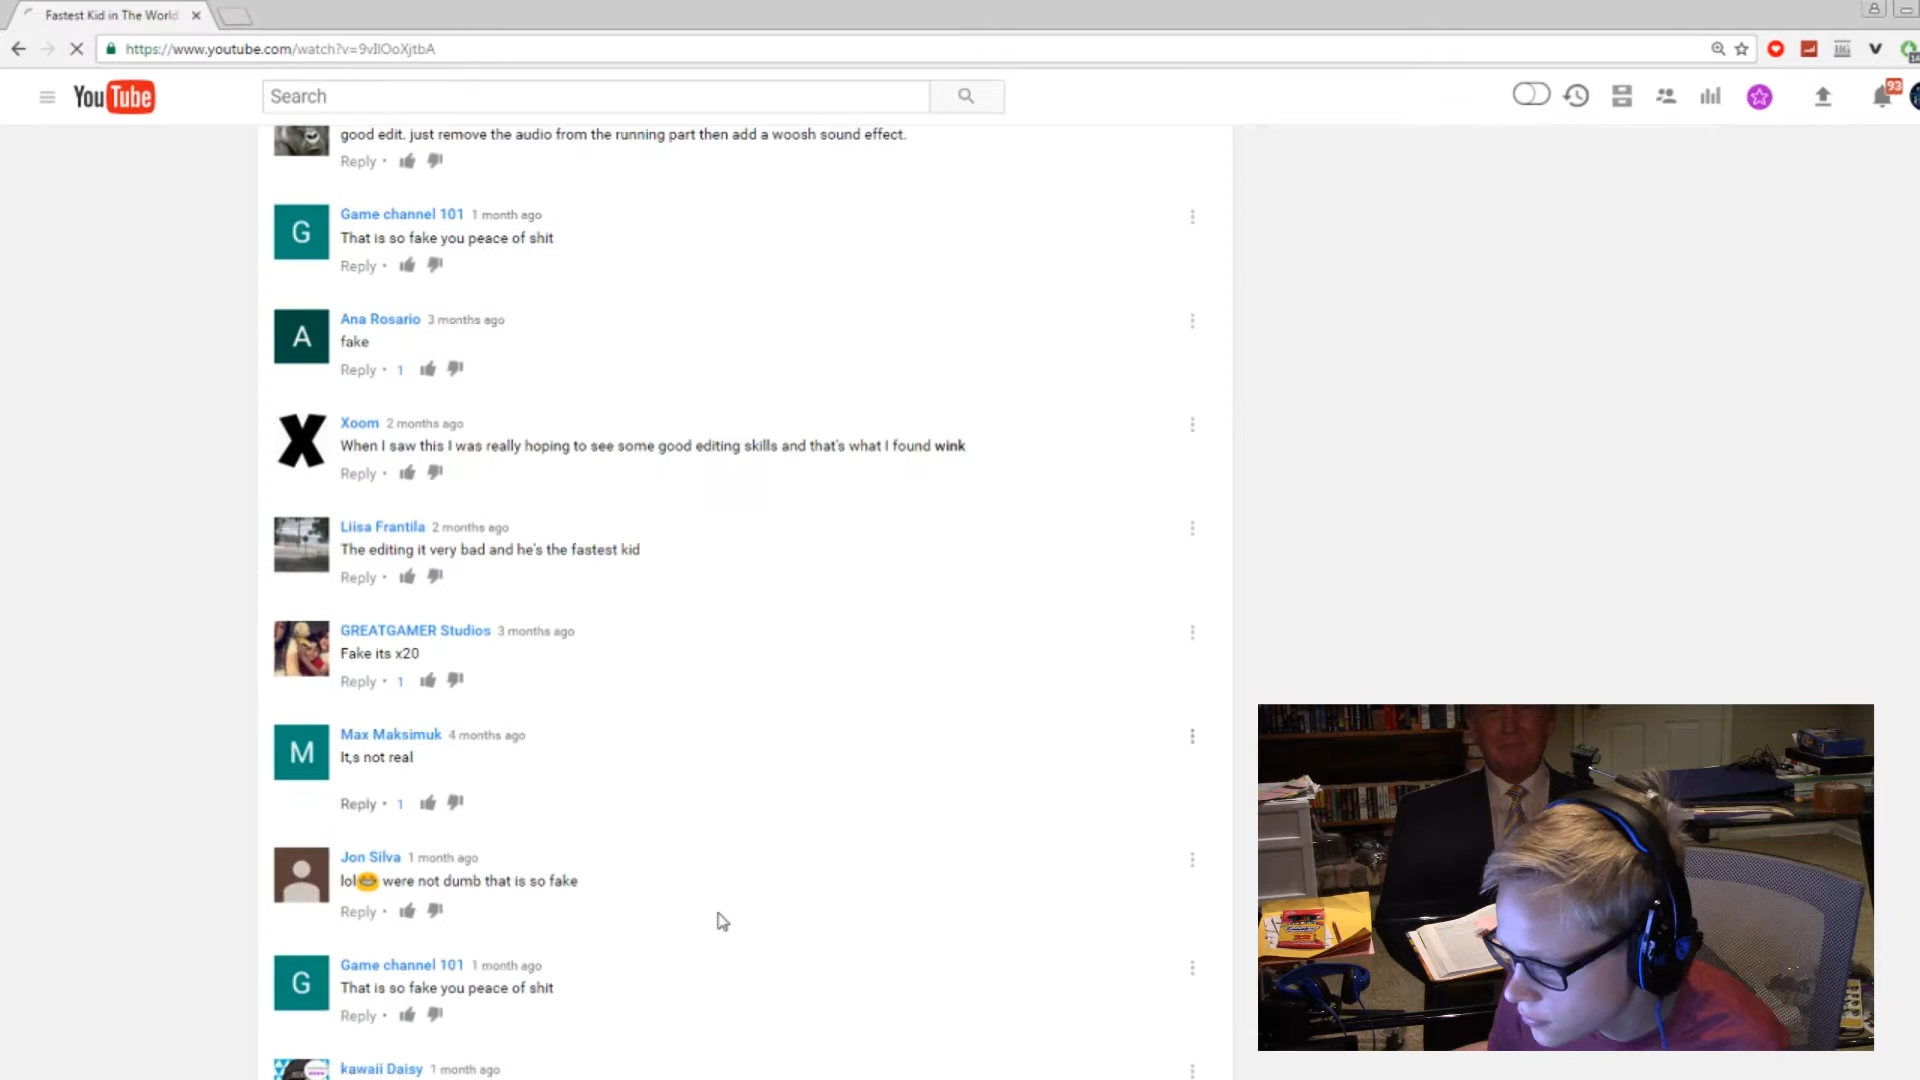 Fastest Kid in The World
https://www.youtube.com/watch?v=9vIlOoXjtbA
YouTube
Search
93
good edit. just remove the audio from the running part then add a woosh sound effect.
Reply •
G
Game channel 101 1 month ago
That is so fake you peace of shit
Reply •
A
Ana Rosario 3 months ago
fake
Reply • 1
X
Xoom 2 months ago
When I saw this I was really hoping to see some good editing skills and that's what I found wink
Reply •
Liisa Frantila 2 months ago
The editing it very bad and he's the fastest kid
Reply •
GREATGAMER Studios 3 months ago
Fake its x20
Reply • 1
M
Max Maksimuk 4 months ago
It,s not real
Reply • 1
Jon Silva 1 month ago
lol😂 were not dumb that is so fake
Reply •
G
Game channel 101 1 month ago
That is so fake you peace of shit
Reply •
kawaii Daisy 1 month ago